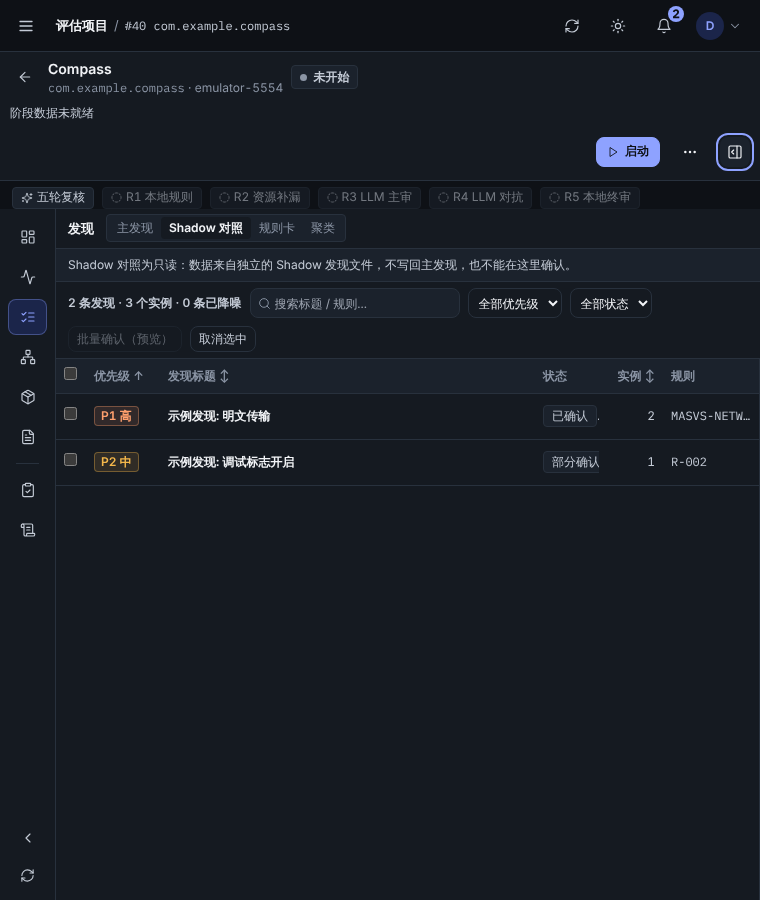 评估项目 / #40 com.example.compass
2
D
Compass
com.example.compass · emulator-5554
未开始
阶段数据未就绪
启动
五轮复核 R1 本地规则 R2 资源补漏 R3 LLM 主审 R4 LLM 对抗 R5 本地终审
发现 主发现 Shadow 对照 规则卡 聚类
Shadow 对照为只读：数据来自独立的 Shadow 发现文件，不写回主发现，也不能在这里确认。
2 条发现 · 3 个实例 · 0 条已降噪 搜索标题 / 规则… 全部优先级 全部状态
批量确认（预览） 取消选中
优先级 ↑ 发现标题 状态 实例 规则
P1 高 示例发现: 明文传输 已确认 2 MASVS-NETW…
P2 中 示例发现: 调试标志开启 部分确认 1 R-002